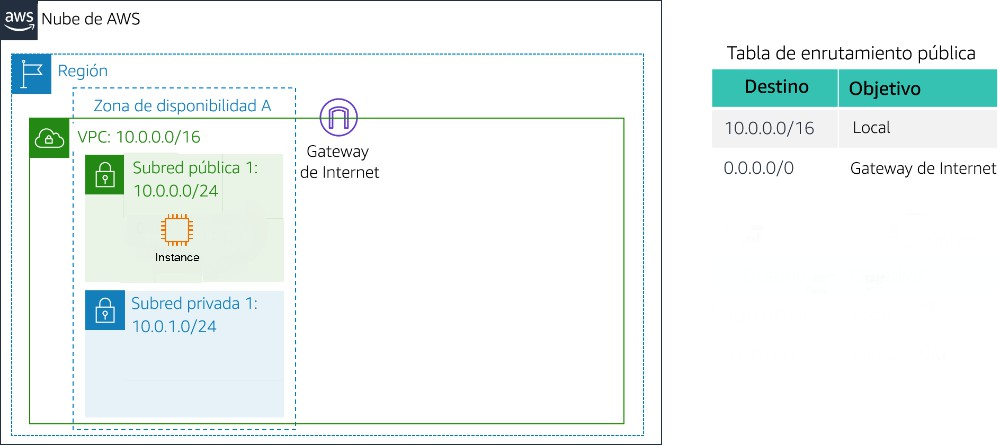 aws
Nube de AWS
Región
Zona de disponibilidad A
VPC: 10.0.0.0/16
Subred pública 1:
10.0.0.0/24
Instance
Subred privada 1:
10.0.1.0/24
Gateway
de Internet
Tabla de enrutamiento pública
Destino Objetivo
10.0.0.0/16 Local
0.0.0.0/0 Gateway de Internet